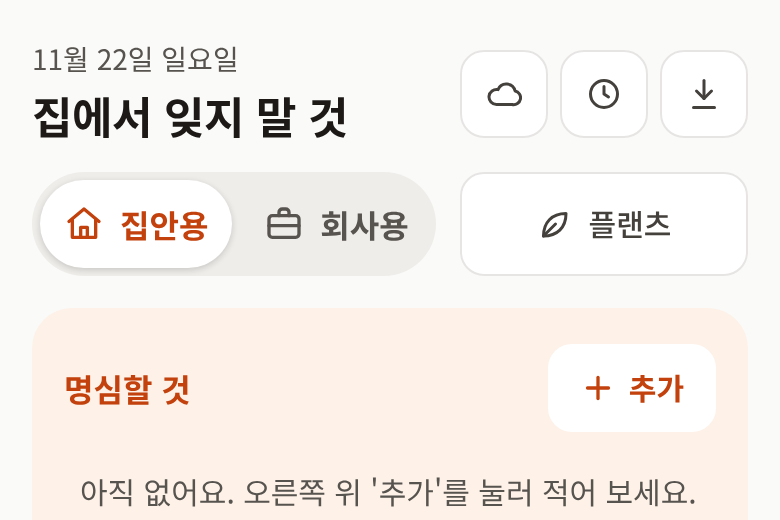 11월 22일 일요일
집에서 잊지 말 것
집안용
회사용
플랜츠
명심할 것
추가
아직 없어요. 오른쪽 위 '추가'를 눌러 적어 보세요.